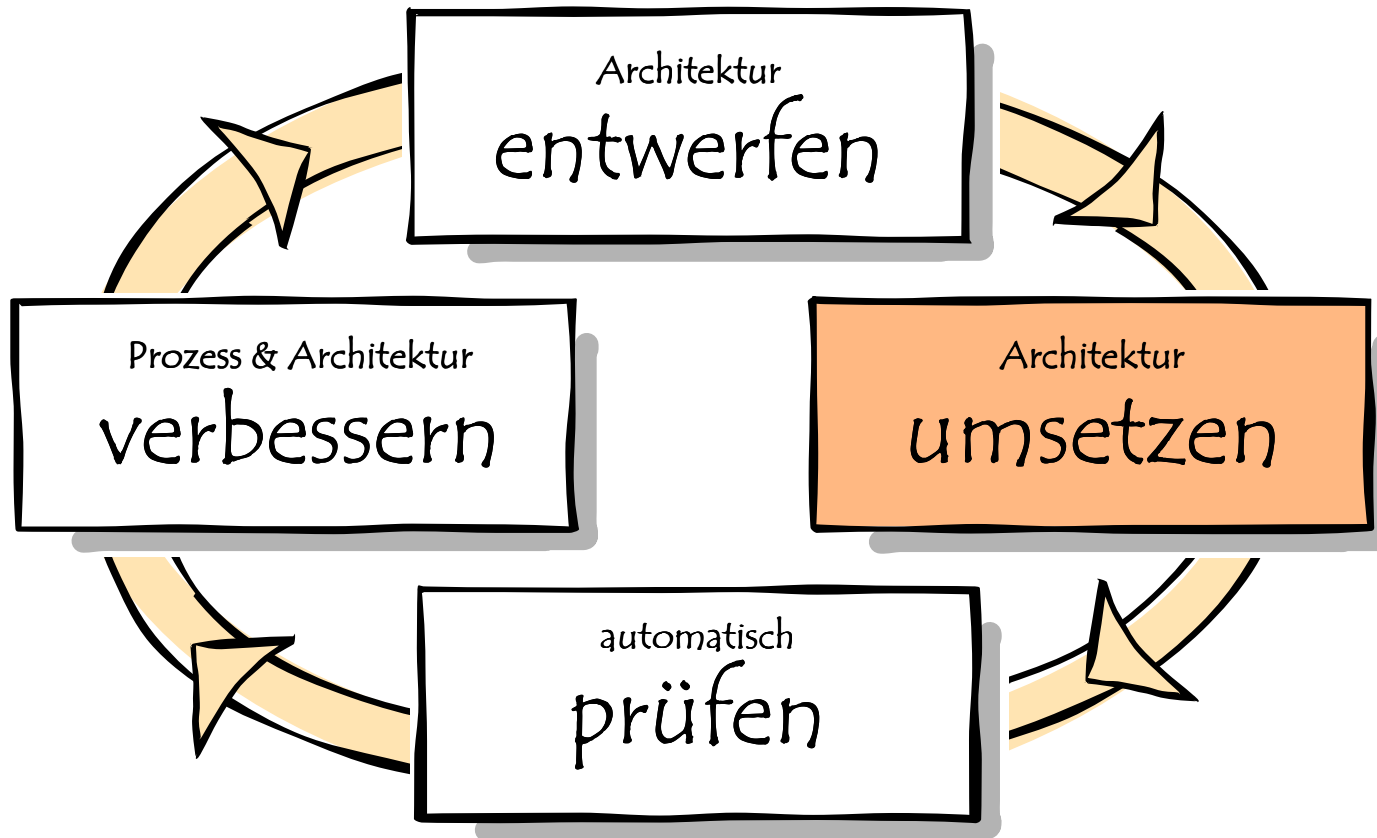 Architektur
entwerfen
Prozess & Architektur
verbessern
Architektur
umsetzen
automatisch
prüfen